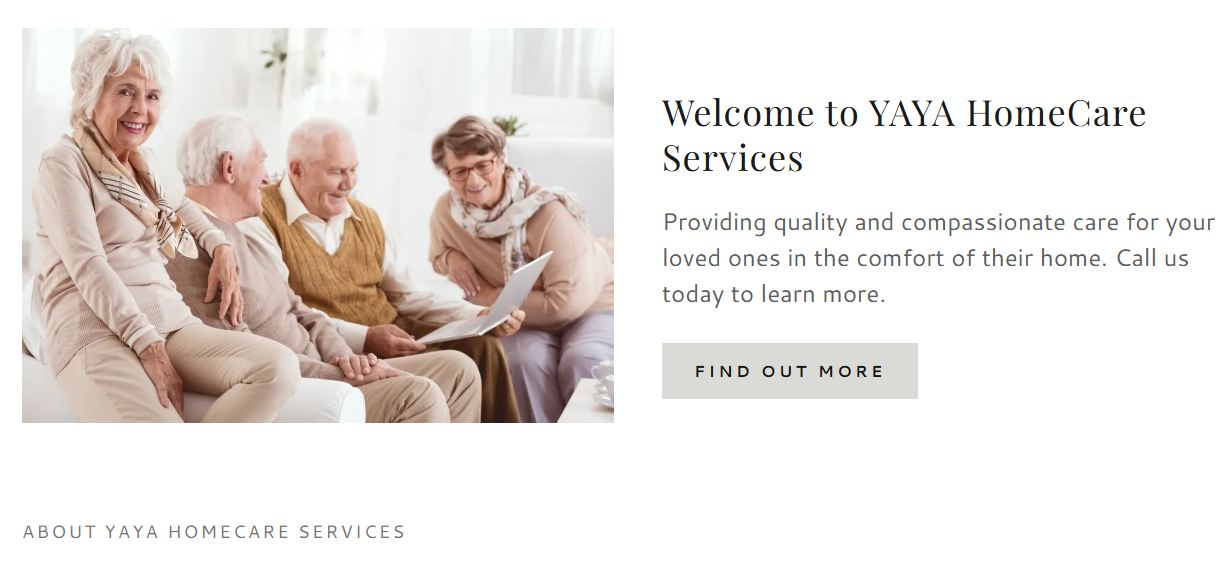 Welcome to YAYA HomeCare
Services
Providing quality and compassionate care for your
loved ones in the comfort of their home. Call us
today to learn more.
FIND OUT MORE
ABOUT YAYA HOMECARE SERVICES